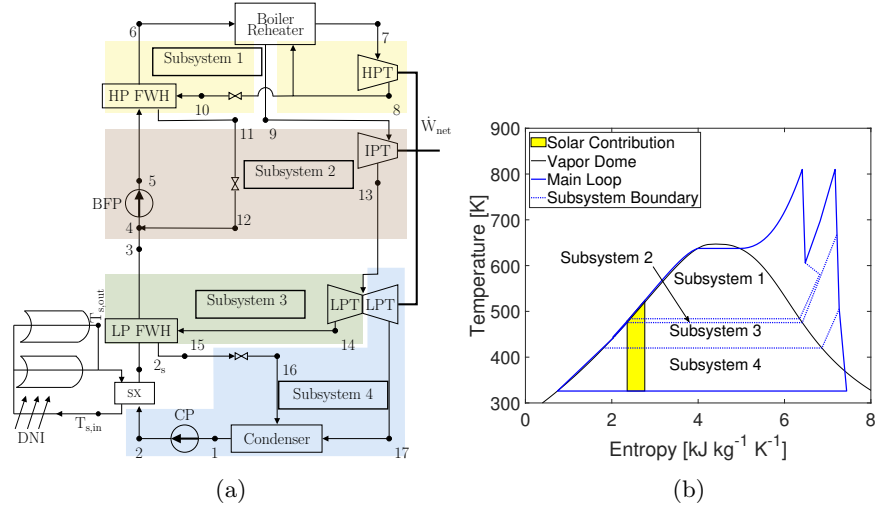 Boiler
Reheater
6
7
Subsystem 1
HPT
HP FWH
10
8
11
9
Ẇnet
IPT
Subsystem 2
5
13
BFP
12
4
3
Subsystem 3
Ts,out
LPT
LPT
LP FWH
15
14
2s
16
sx
Subsystem 4
CP
DNI
Ts,in
Condenser
2
1
17
(a)
900
800
700
600
500
400
300
Temperature [K]
Solar Contribution
Vapor Dome
Main Loop
Subsystem Boundary
Subsystem 2
Subsystem 1
Subsystem 3
Subsystem 4
0
2
4
6
8
Entropy [kJ kg-1 K-1]
(b)